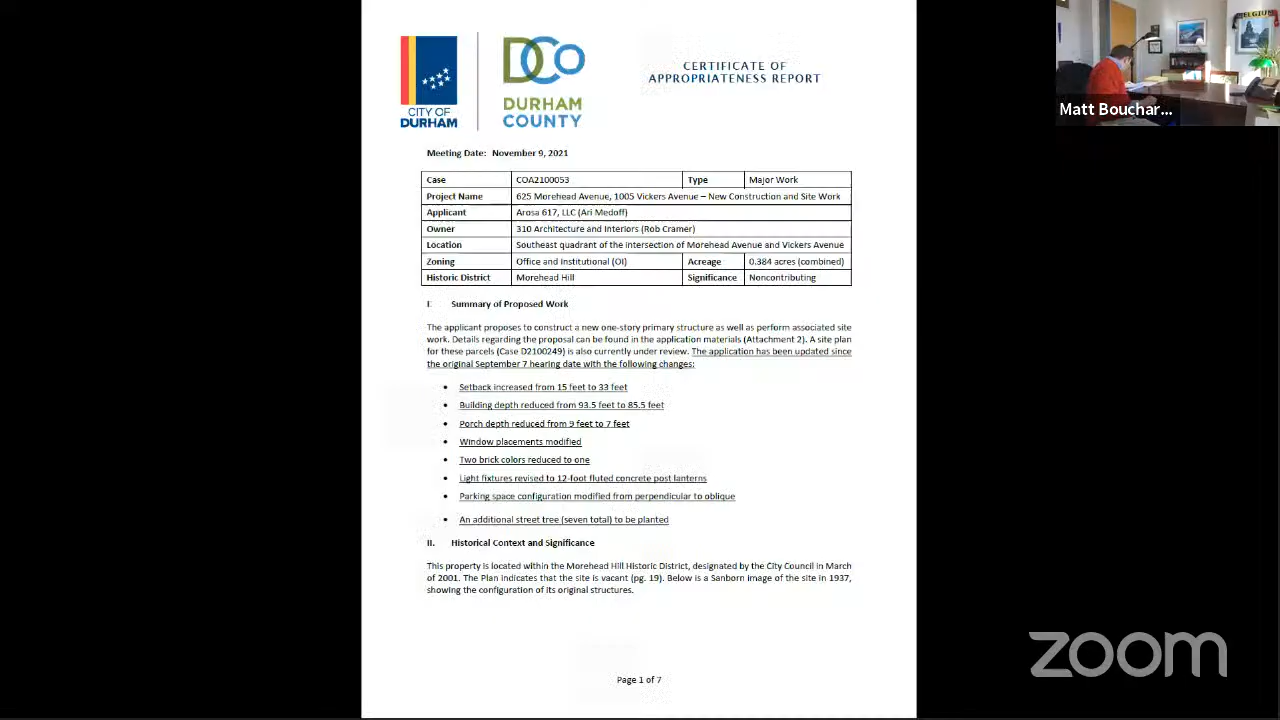 CITY OF
DURHAM
DCO
DURHAM
COUNTY
CERTIFICATE OF
APPROPRIATENESS REPORT
BELGIUM
Matt Bouchar...
Meeting Date: November 9, 2021
Case COA2100053 Type Major Work
Project Name 625 Morehead Avenue, 1005 Vickers Avenue – New Construction and Site Work
Applicant Arosa 617, LLC (Ari Medoff)
Owner 310 Architecture and Interiors (Rob Cramer)
Location Southeast quadrant of the intersection of Morehead Avenue and Vickers Avenue
Zoning Office and Institutional (OI) Acreage 0.384 acres (combined)
Historic District Morehead Hill Significance Noncontributing
I. Summary of Proposed Work
The applicant proposes to construct a new one-story primary structure as well as perform associated site
work. Details regarding the proposal can be found in the application materials (Attachment 2). A site plan
for these parcels (Case D2100249) is also currently under review. The application has been updated since
the original September 7 hearing date with the following changes:
• Setback increased from 15 feet to 33 feet
• Building depth reduced from 93.5 feet to 85.5 feet
• Porch depth reduced from 9 feet to 7 feet
• Window placements modified
• Two brick colors reduced to one
• Light fixtures revised to 12-foot fluted concrete post lanterns
• Parking space configuration modified from perpendicular to oblique
• An additional street tree (seven total) to be planted
II. Historical Context and Significance
This property is located within the Morehead Hill Historic District, designated by the City Council in March
of 2001. The Plan indicates that the site is vacant (pg. 19). Below is a Sanborn image of the site in 1937,
showing the configuration of its original structures.
Page 1 of 7
zoom